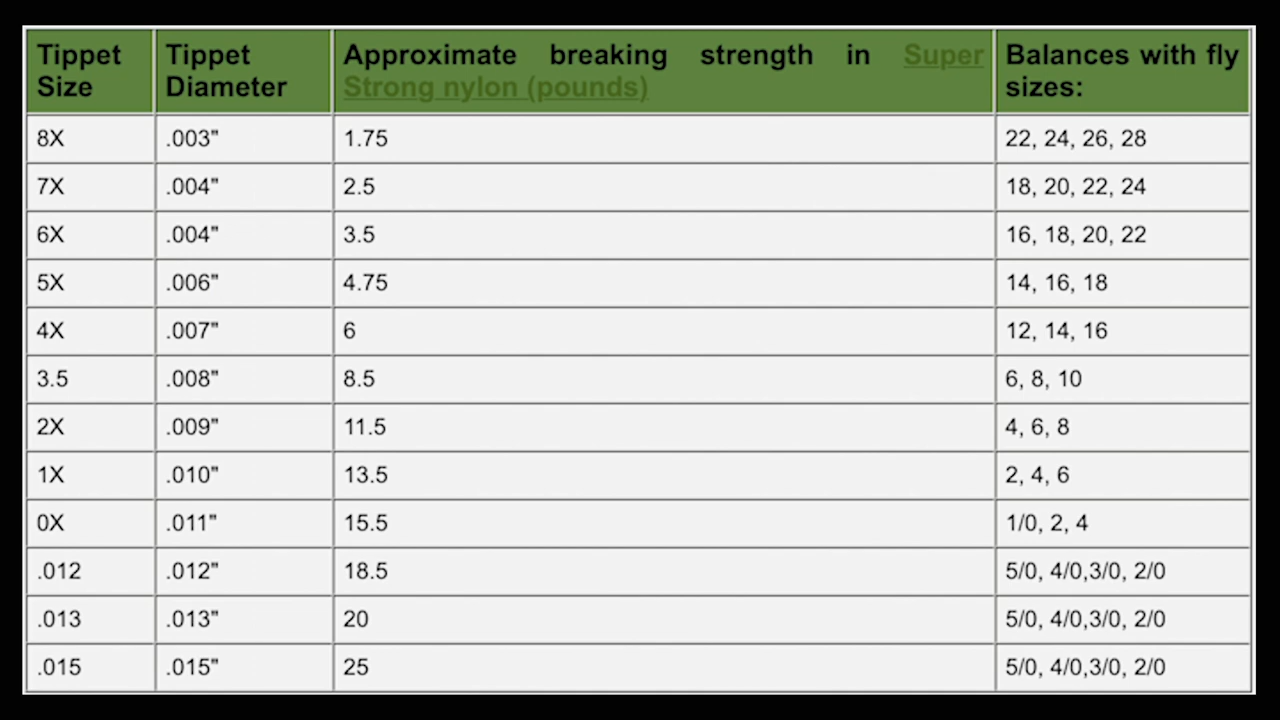 Tippet Size Tippet Diameter Approximate breaking strength in Super Strong nylon (pounds) Balances with fly sizes:
8X .003" 1.75 22, 24, 26, 28
7X .004" 2.5 18, 20, 22, 24
6X .004" 3.5 16, 18, 20, 22
5X .006" 4.75 14, 16, 18
4X .007" 6 12, 14, 16
3.5 .008" 8.5 6, 8, 10
2X .009" 11.5 4, 6, 8
1X .010" 13.5 2, 4, 6
0X .011" 15.5 1/0, 2, 4
.012 .012" 18.5 5/0, 4/0,3/0, 2/0
.013 .013" 20 5/0, 4/0,3/0, 2/0
.015 .015" 25 5/0, 4/0,3/0, 2/0